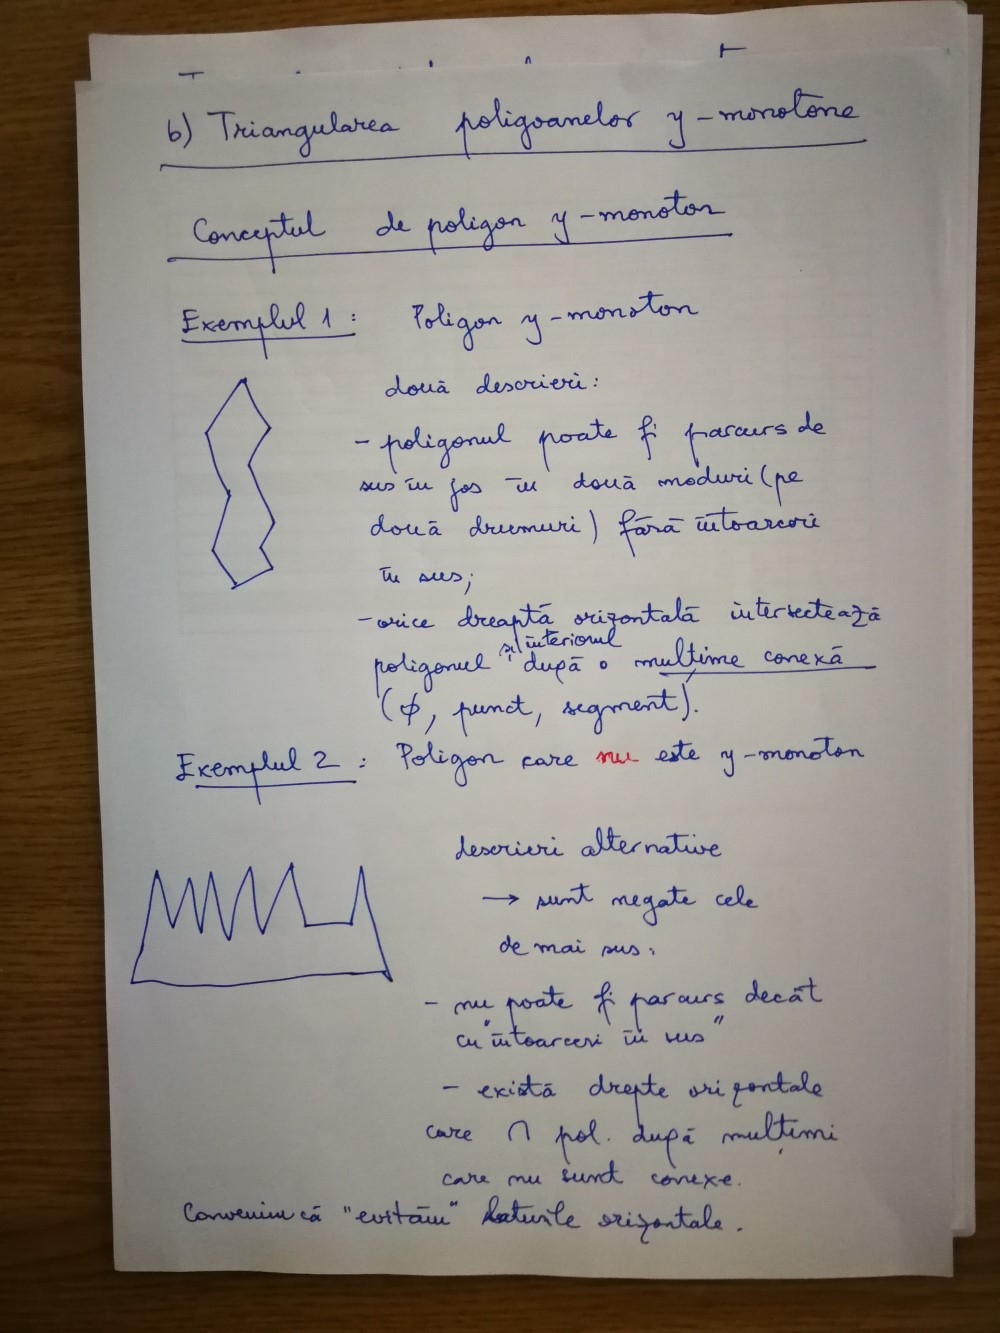 b) Triangularea poligoanelor y-monotone
Conceptul de poligon y-monoton
Exemplul 1: Poligon y-monoton
două descrieri:
- poligonul poate fi parcurs de
sus în jos în două moduri (pe
două drumuri) fără întoarceri
în sus;
- orice dreaptă orizontală intersectează
și interiorul
poligonul după o mulțime conexă
(∅, punct, segment).
Exemplul 2: Poligon care nu este y-monoton
descrieri alternative
→ sunt negate cele
de mai sus:
- nu poate fi parcurs decât
cu "întoarceri în sus"
- există drepte orizontale
care ∩ pol. după mulțimi
care nu sunt conexe.
Convenim că "evităm" laturile orizontale.